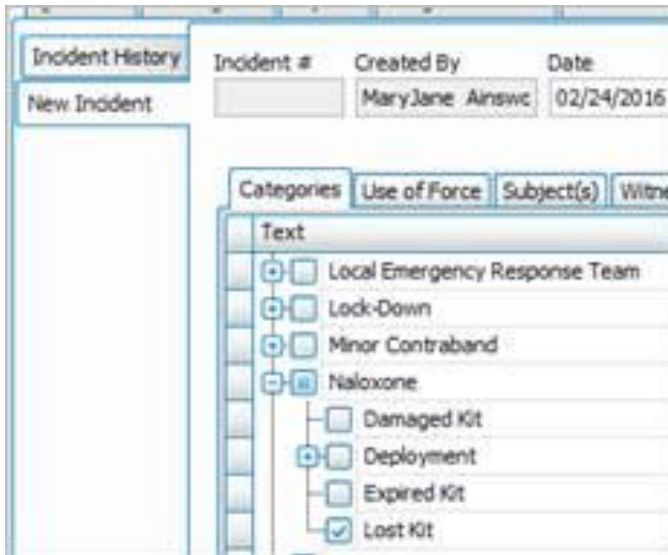 Incident History
New Incident
Incident # Created By Date
MaryJane Ainswc 02/24/2016
Categories Use of Force Subject(s) Witne
Text
Local Emergency Response Team
Lock-Down
Minor Contraband
Naloxone
Damaged Kit
Deployment
Expired Kit
Lost Kit